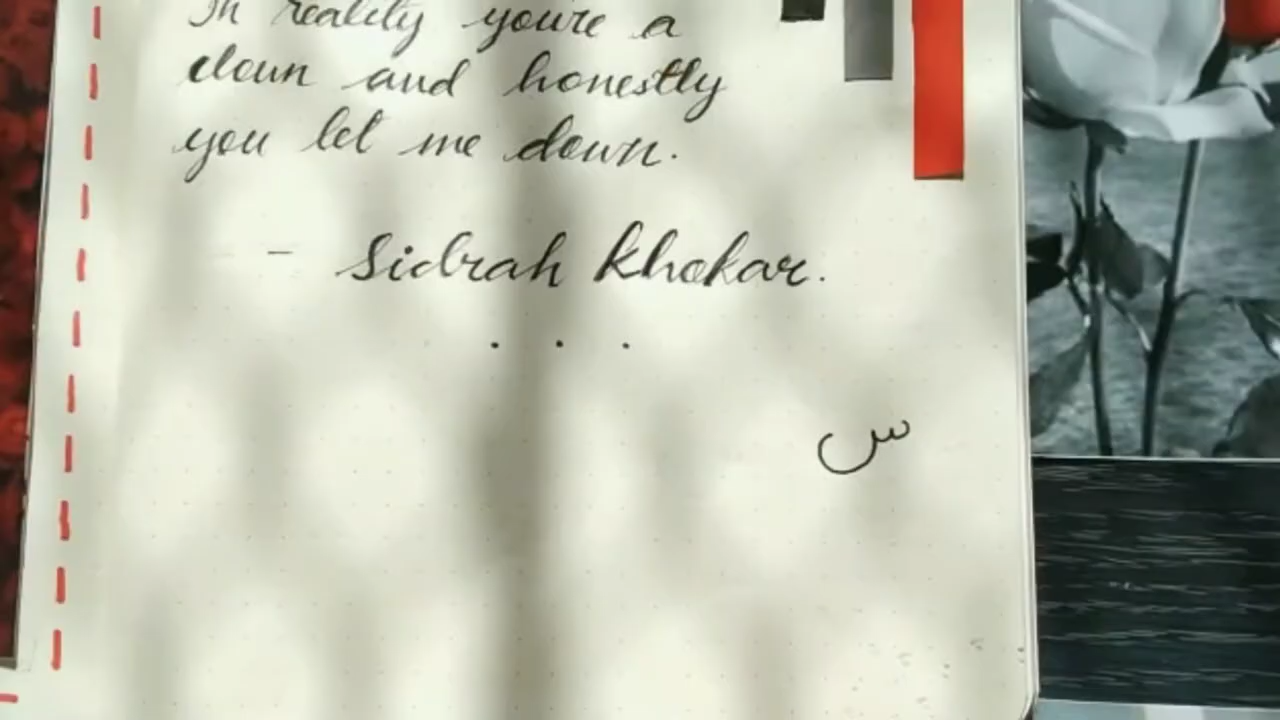 In reality you're a
clown and honestly
you let me down.
- Sidrah khokar.
. . .
س